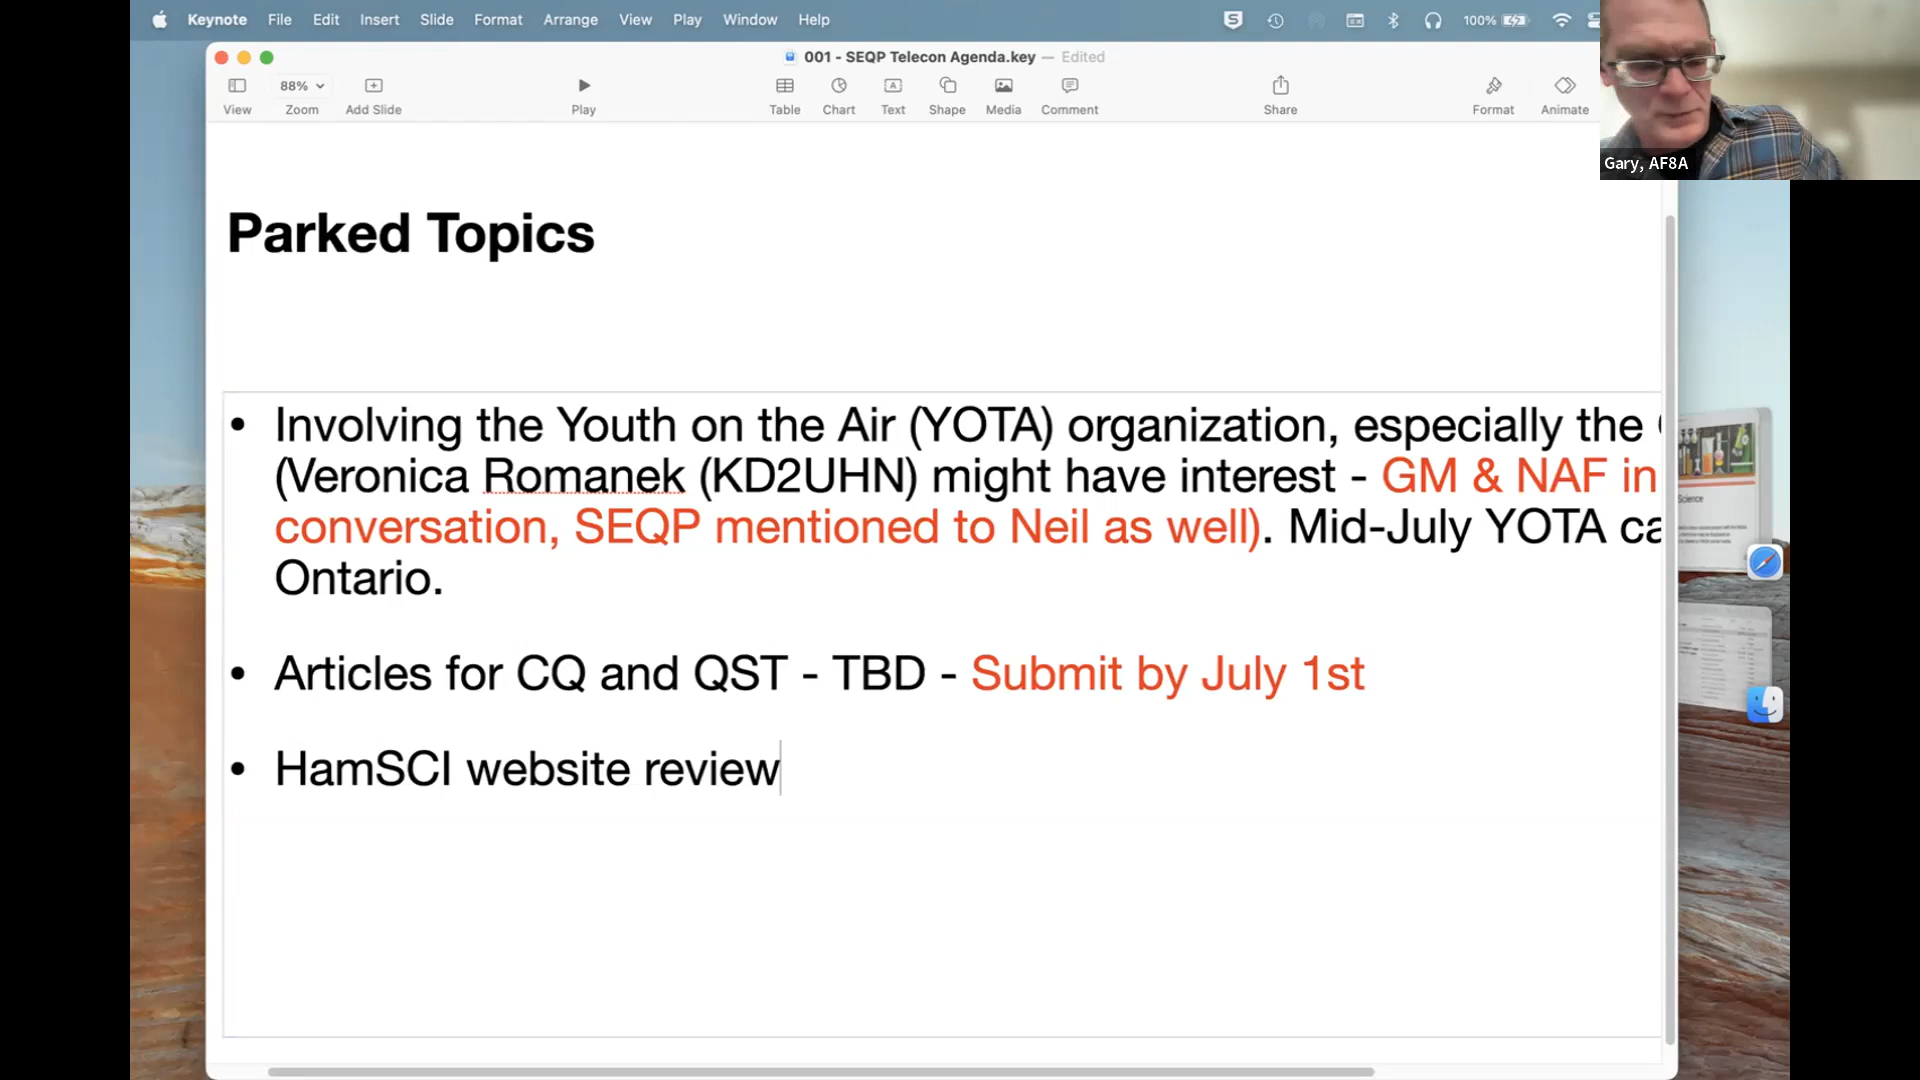 Keynote File Edit Insert Slide Format Arrange View Play Window Help 100%
001 - SEQP Telecon Agenda.key — Edited
88%
View Zoom Add Slide Play Table Chart Text Shape Media Comment Share Format Animate
Gary, AF8A
Parked Topics
• Involving the Youth on the Air (YOTA) organization, especially the
(Veronica Romanek (KD2UHN) might have interest - GM & NAF in
conversation, SEQP mentioned to Neil as well). Mid-July YOTA ca
Ontario.
• Articles for CQ and QST - TBD - Submit by July 1st
• HamSCI website review
Science